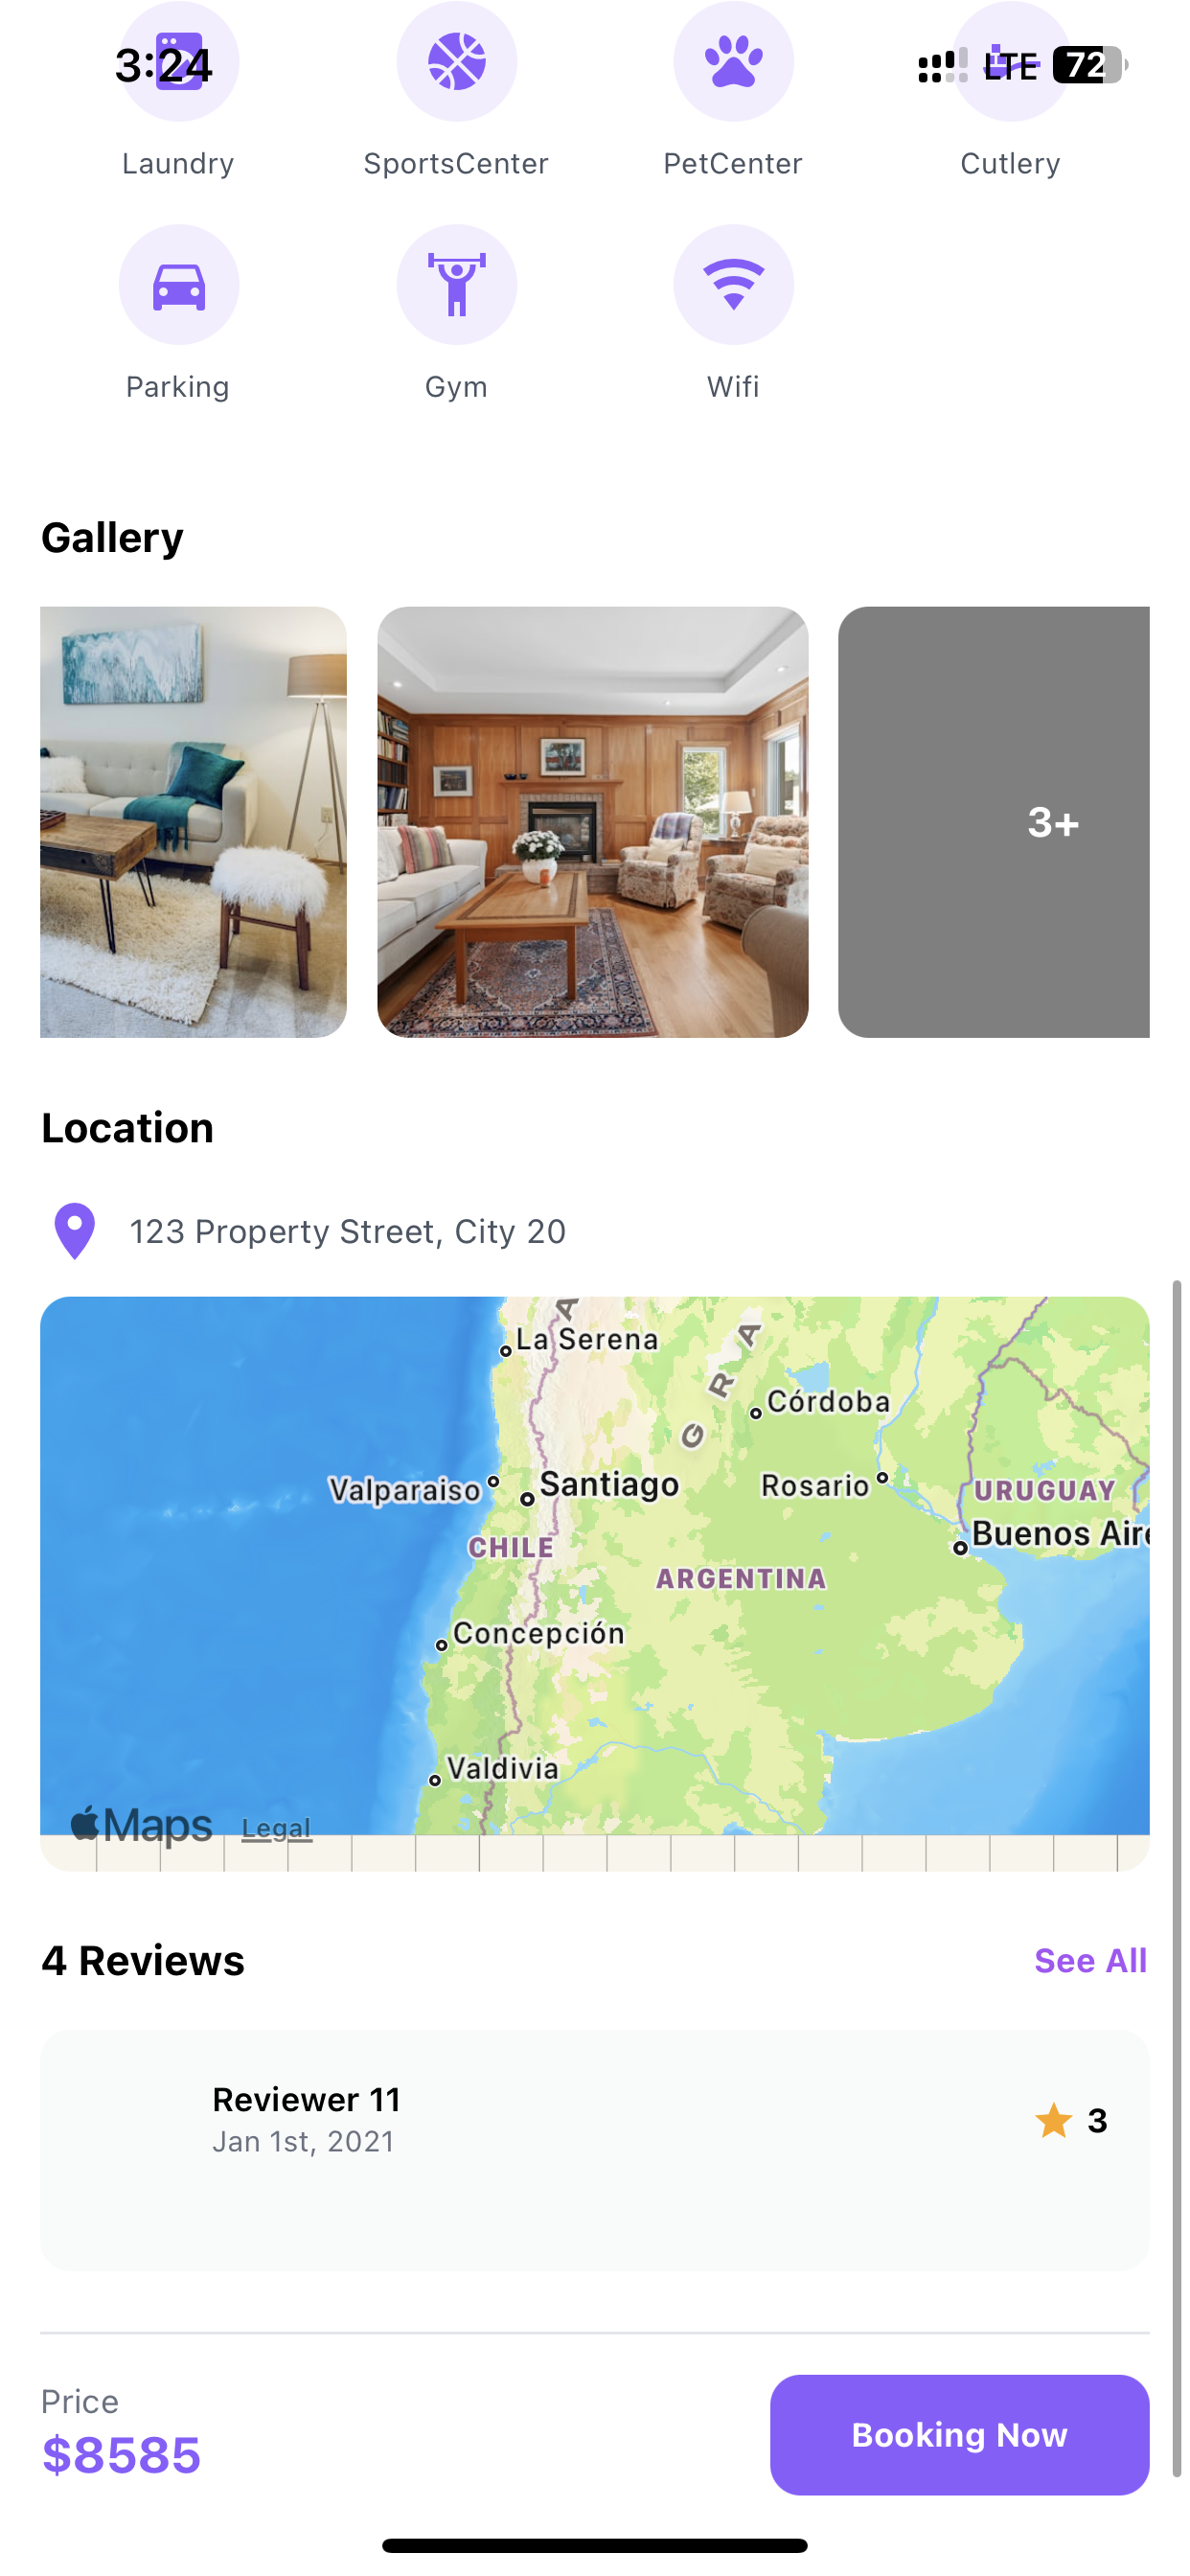 3:24
LTE 72
Laundry
SportsCenter
PetCenter
Cutlery
Parking
Gym
Wifi
Gallery
3+
Location
123 Property Street, City 20
A
La Serena
G R A
Córdoba
Valparaiso
Santiago
Rosario
URUGUAY
CHILE
Buenos Aire
ARGENTINA
Concepción
Valdivia
Maps
Legal
4 Reviews
See All
Reviewer 11
Jan 1st, 2021
3
Price
$8585
Booking Now